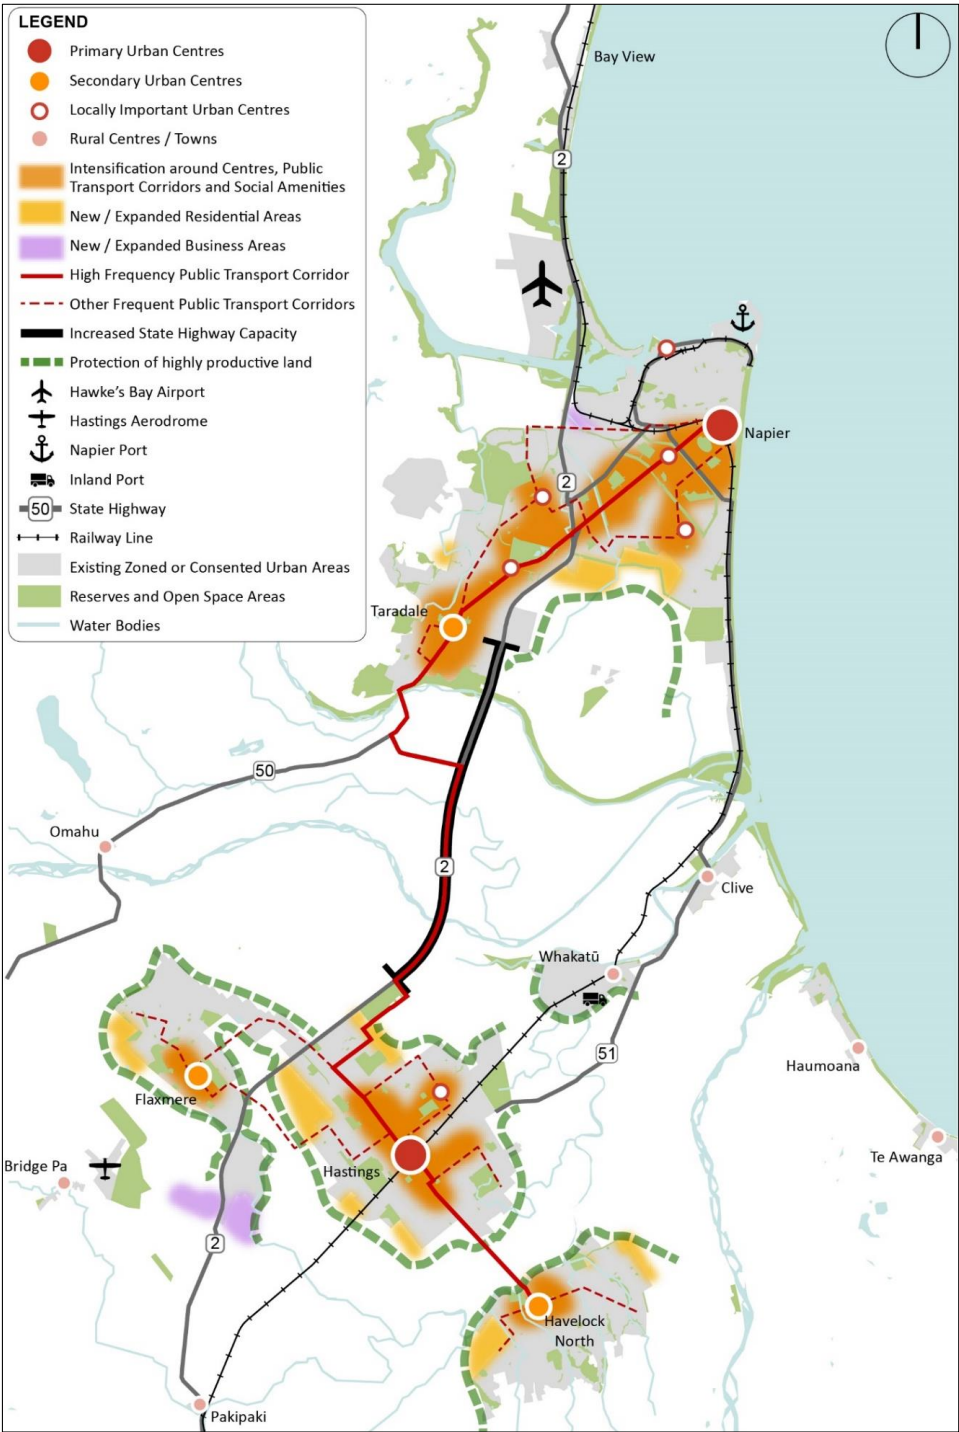 LEGEND
Primary Urban Centres
Secondary Urban Centres
Locally Important Urban Centres
Rural Centres / Towns
Intensification around Centres, Public
Transport Corridors and Social Amenities
New / Expanded Residential Areas
New / Expanded Business Areas
High Frequency Public Transport Corridor
Other Frequent Public Transport Corridors
Increased State Highway Capacity
Protection of highly productive land
Hawke's Bay Airport
Hastings Aerodrome
Napier Port
Inland Port
50 State Highway
Railway Line
Existing Zoned or Consented Urban Areas
Reserves and Open Space Areas
Water Bodies
Bay View
2
Napier
2
Taradale
50
Omahu
2
Clive
Whakatū
51
Haumoana
Flaxmere
Te Awanga
Bridge Pa
Hastings
2
Havelock
North
Pakipaki